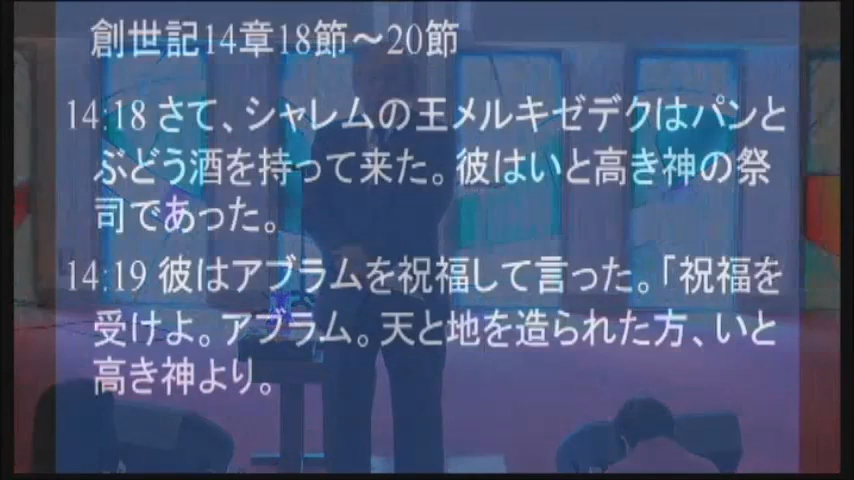 創世記14章18節～20節
14:18 さて、シャレムの王メルキゼデクはパンと
ぶどう酒を持って来た。彼はいと高き神の祭
司であった。
14:19 彼はアブラムを祝福して言った。「祝福を
受けよ。アブラム。天と地を造られた方、いと
高き神より。